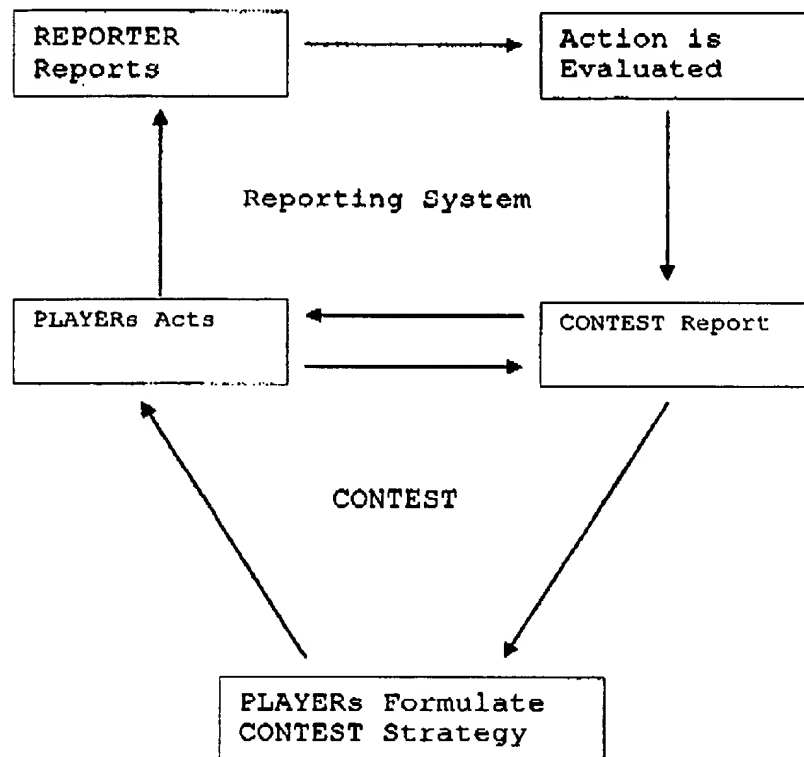 REPORTER
Reports
Action is
Evaluated
Reporting System
PLAYERs Acts
CONTEST Report
CONTEST
PLAYERs Formulate
CONTEST Strategy